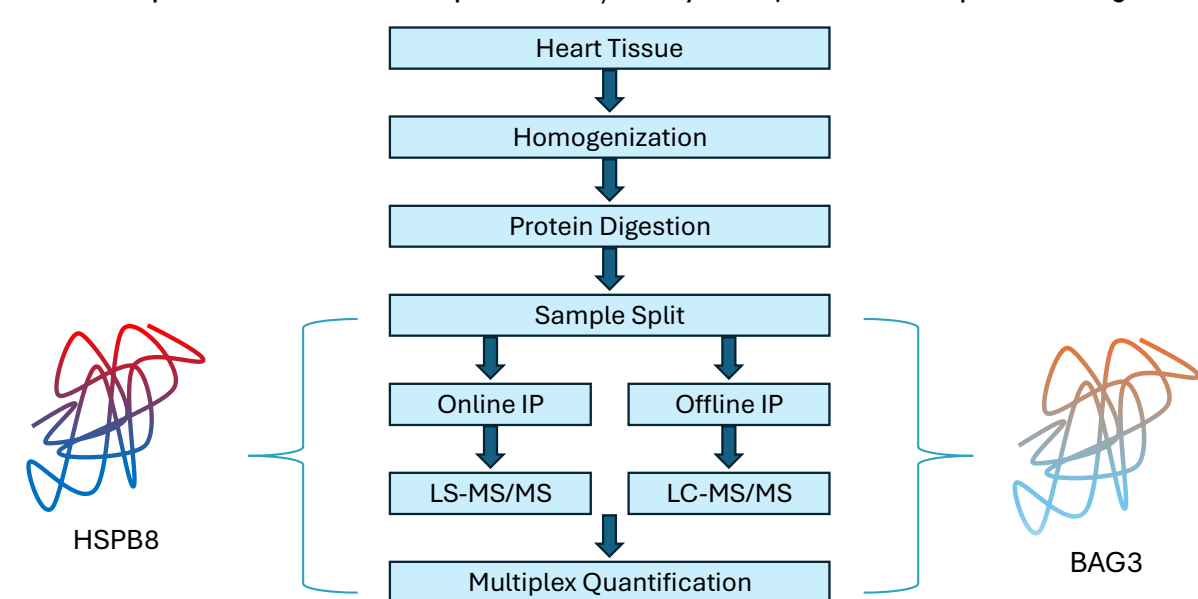 Heart Tissue
Homogenization
Protein Digestion
Sample Split
Online IP
Offline IP
LS-MS/MS
LC-MS/MS
HSPB8
BAG3
Multiplex Quantification